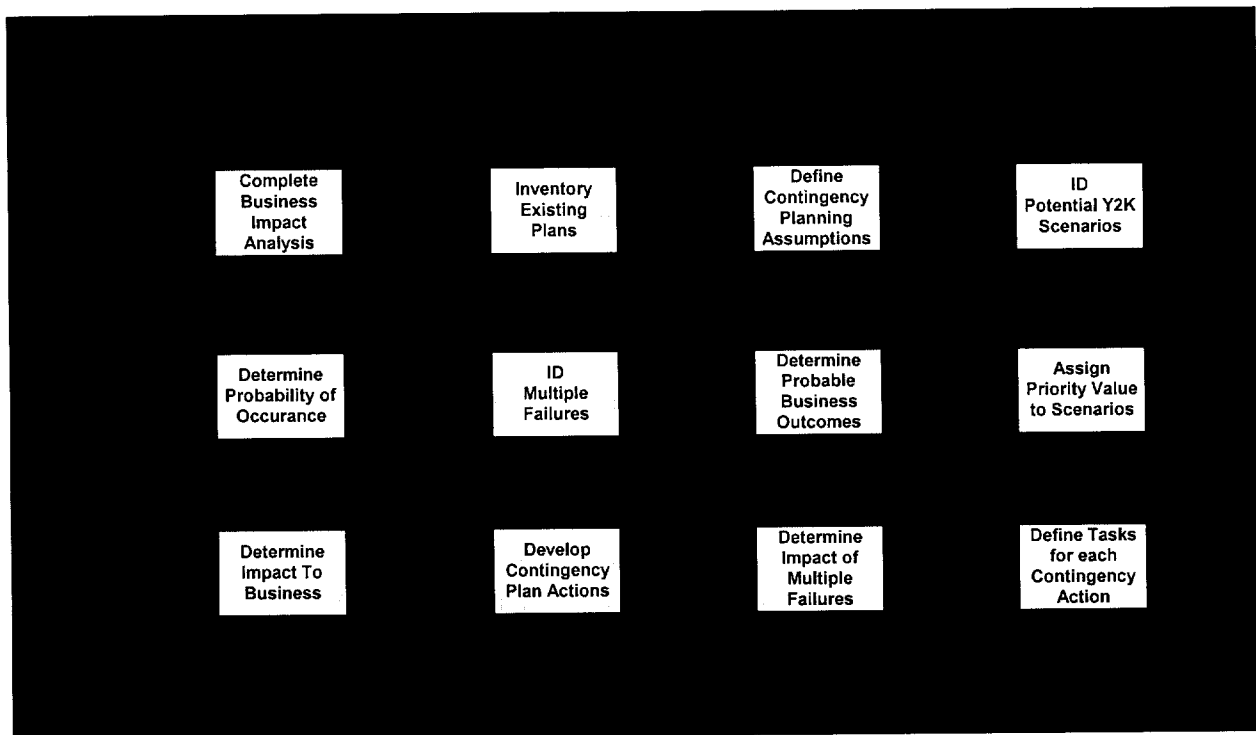 Complete
Business
Impact
Analysis
Inventory
Existing
Plans
Define
Contingency
Planning
Assumptions
ID
Potential Y2K
Scenarios
Determine
Probability of
Occurance
ID
Multiple
Failures
Determine
Probable
Business
Outcomes
Assign
Priority Value
to Scenarios
Determine
Impact To
Business
Develop
Contingency
Plan Actions
Determine
Impact of
Multiple
Failures
Define Tasks
for each
Contingency
Action